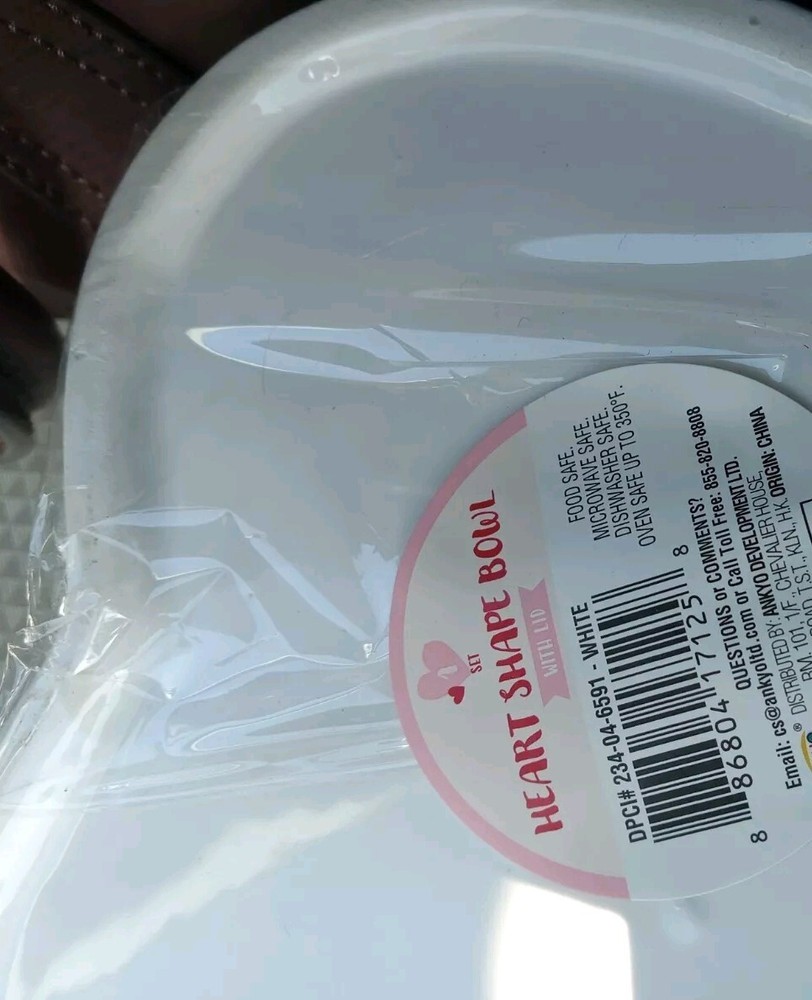 1
SET
HEART SHAPE BOWL
WITH LID
FOOD SAFE.
MICROWAVE SAFE.
DISHWASHER SAFE.
OVEN SAFE UP TO 350°F.
DPCI# 234-04-6591 - WHITE
8 86804 17125 8
QUESTIONS or COMMENTS?
cs@ankyoltd.com or Call Toll Free: 855-820-8808
Email:
DISTRIBUTED BY: ANKYO DEVELOPMENT LTD.
1/F., CHEVALIER HOUSE,
ST., KLN., HK. ORIGIN: CHINA